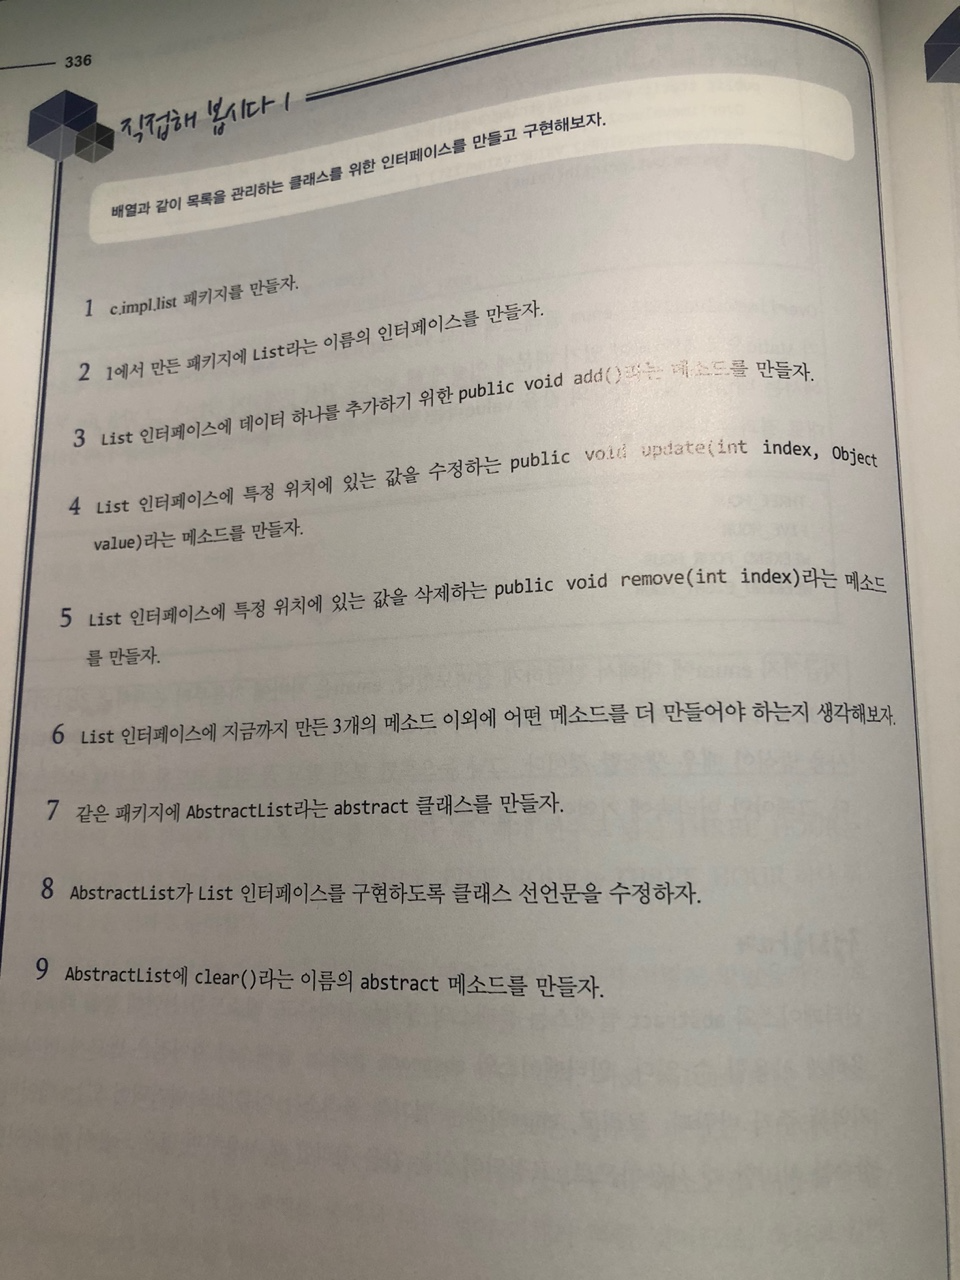 336
직접해 봅시다 1
배열과 같이 목록을 관리하는 클래스를 위한 인터페이스를 만들고 구현해보자.
1 c.impl.list 패키지를 만들자.
2 1에서 만든 패키지에 List라는 이름의 인터페이스를 만들자.
3 List 인터페이스에 데이터 하나를 추가하기 위한 public void add()라는 메소드를 만들자.
4 List 인터페이스에 특정 위치에 있는 값을 수정하는 public void update(int index, Object
value)라는 메소드를 만들자.
5 List 인터페이스에 특정 위치에 있는 값을 삭제하는 public void remove(int index)라는 메소드
를 만들자.
6 List 인터페이스에 지금까지 만든 3개의 메소드 이외에 어떤 메소드를 더 만들어야 하는지 생각해보자.
7 같은 패키지에 AbstractList라는 abstract 클래스를 만들자.
8 AbstractList가 List 인터페이스를 구현하도록 클래스 선언문을 수정하자.
9 AbstractList에 clear()라는 이름의 abstract 메소드를 만들자.